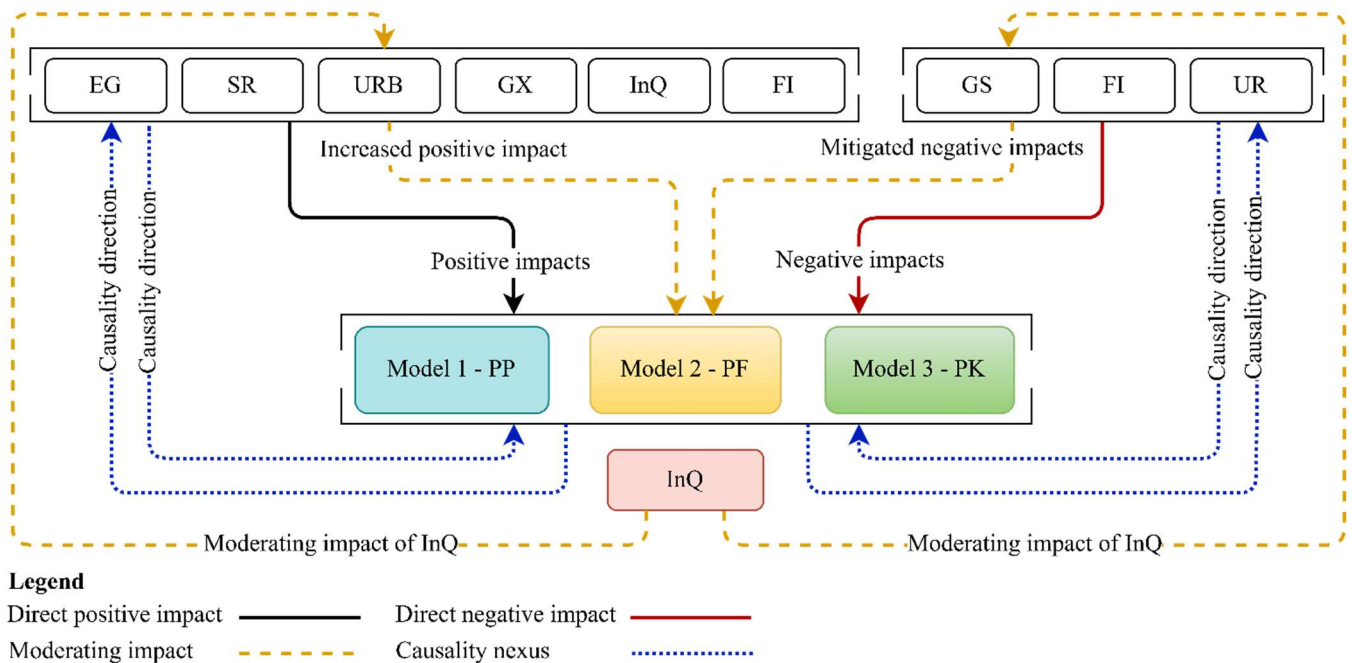 EG
SR
URB
GX
InQ
FI
GS
FI
UR
Increased positive impact
Mitigated negative impacts
Causality direction
Causality direction
Positive impacts
Negative impacts
Causality direction
Causality direction
Model 1 - PP
Model 2 - PF
Model 3 - PK
InQ
Moderating impact of InQ
Moderating impact of InQ
Legend
Direct positive impact
Direct negative impact
Moderating impact
Causality nexus